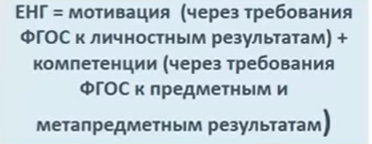 ЕНГ = мотивация (через требования
ФГОС к личностным результатам) +
компетенции (через требования
ФГОС к предметным и
метапредметным результатам)